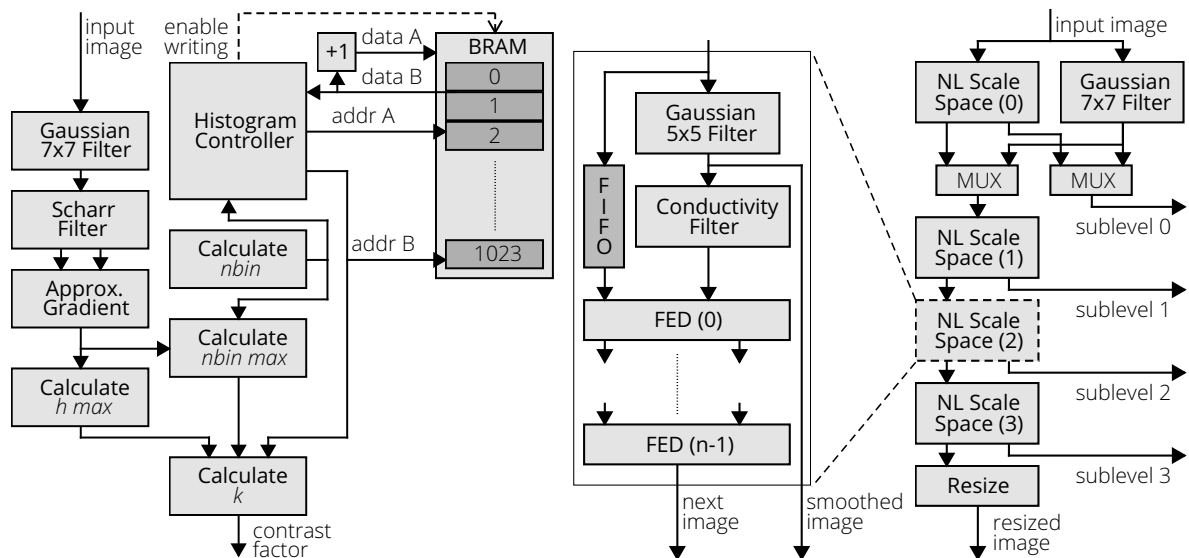 input
image
Gaussian
7x7 Filter
Scharr
Filter
Approx.
Gradient
Calculate
h max
enable
writing
Histogram
Controller
Calculate
nbin
Calculate
nbin max
Calculate
k
contrast
factor
+1
data A
data B
addr A
addr B
BRAM
0
1
2
1023
Gaussian
5x5 Filter
FIFO
Conductivity
Filter
FED (0)
FED (n-1)
next
image
smoothed
image
input image
NL Scale
Space (0)
Gaussian
7x7 Filter
MUX
MUX
sublevel 0
NL Scale
Space (1)
sublevel 1
NL Scale
Space (2)
sublevel 2
NL Scale
Space (3)
sublevel 3
Resize
resized
image